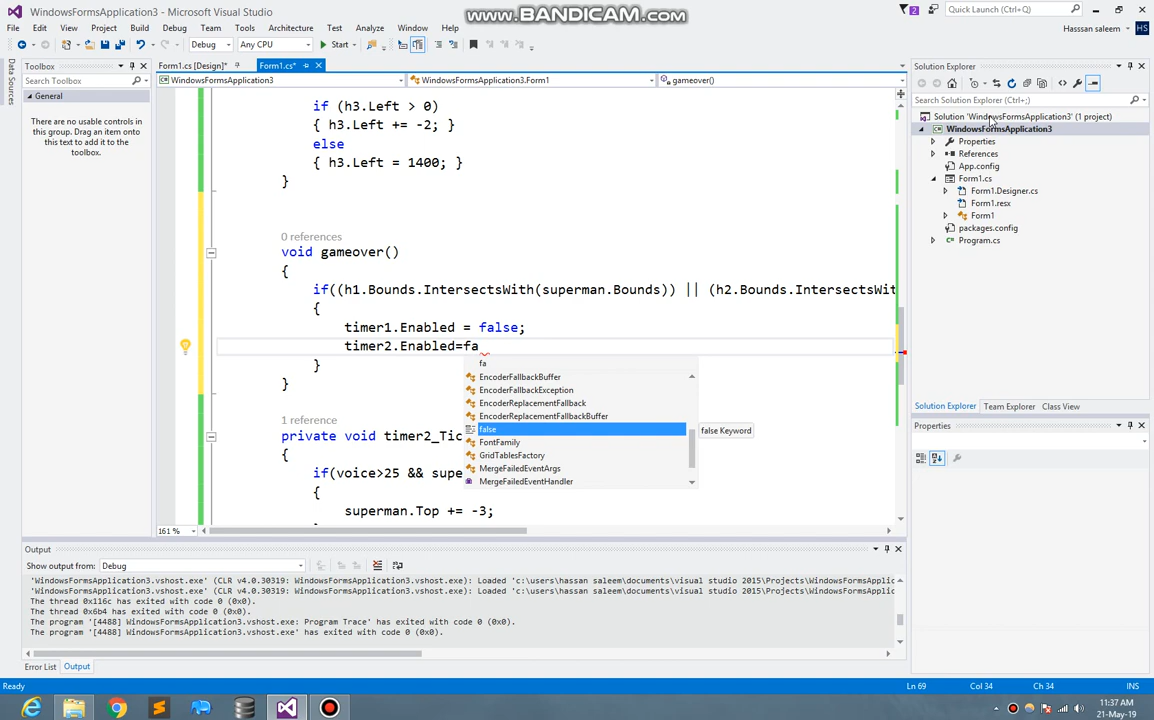 WindowsFormsApplication3 - Microsoft Visual Studio
www.BANDICAM.com
2
Quick Launch (Ctrl+Q)
File Edit View Project Build Debug Team Tools Architecture Test Analyze Window Help
Hasssan saleem
HS
Debug Any CPU Start
Data Sources
Toolbox
Search Toolbox
General
There are no usable controls in
this group. Drag an item onto
this text to add it to the
toolbox.
Form1.cs [Design]*
Form1.cs*
WindowsFormsApplication3
WindowsFormsApplication3.Form1
gameover()
if (h3.Left > 0)
{ h3.Left += -2; }
else
{ h3.Left = 1400; }
}
0 references
void gameover()
{
if((h1.Bounds.IntersectsWith(superman.Bounds)) || (h2.Bounds.IntersectsWit
{
timer1.Enabled = false;
timer2.Enabled=fa
}
}
fa
EncoderFallbackBuffer
EncoderFallbackException
EncoderReplacementFallback
EncoderReplacementFallbackBuffer
false
FontFamily
GridTablesFactory
MergeFailedEventArgs
MergeFailedEventHandler
false Keyword
1 reference
private void timer2_Tic
{
if(voice>25 && supe
{
superman.Top += -3;
161 %
Output
Show output from: Debug
'WindowsFormsApplication3.vshost.exe' (CLR v4.0.30319: WindowsFormsApplication3.vshost.exe): Loaded 'c:\users\hassan saleem\documents\visual studio 2015\Projects\WindowsFormsApplic
'WindowsFormsApplication3.vshost.exe' (CLR v4.0.30319: WindowsFormsApplication3.vshost.exe): Loaded 'c:\users\hassan saleem\documents\visual studio 2015\Projects\WindowsFormsApplic
The thread 0x116c has exited with code 0 (0x0).
The thread 0x6b4 has exited with code 0 (0x0).
The program '[4488] WindowsFormsApplication3.vshost.exe: Program Trace' has exited with code 0 (0x0).
The program '[4488] WindowsFormsApplication3.vshost.exe' has exited with code 0 (0x0).
Error List Output
Solution Explorer
Search Solution Explorer (Ctrl+;)
Solution 'WindowsFormsApplication3' (1 project)
WindowsFormsApplication3
Properties
References
App.config
Form1.cs
Form1.Designer.cs
Form1.resx
Form1
packages.config
Program.cs
Solution Explorer Team Explorer Class View
Properties
Ready
Ln 69
Col 34
Ch 34
INS
11:37 AM
21-May-19